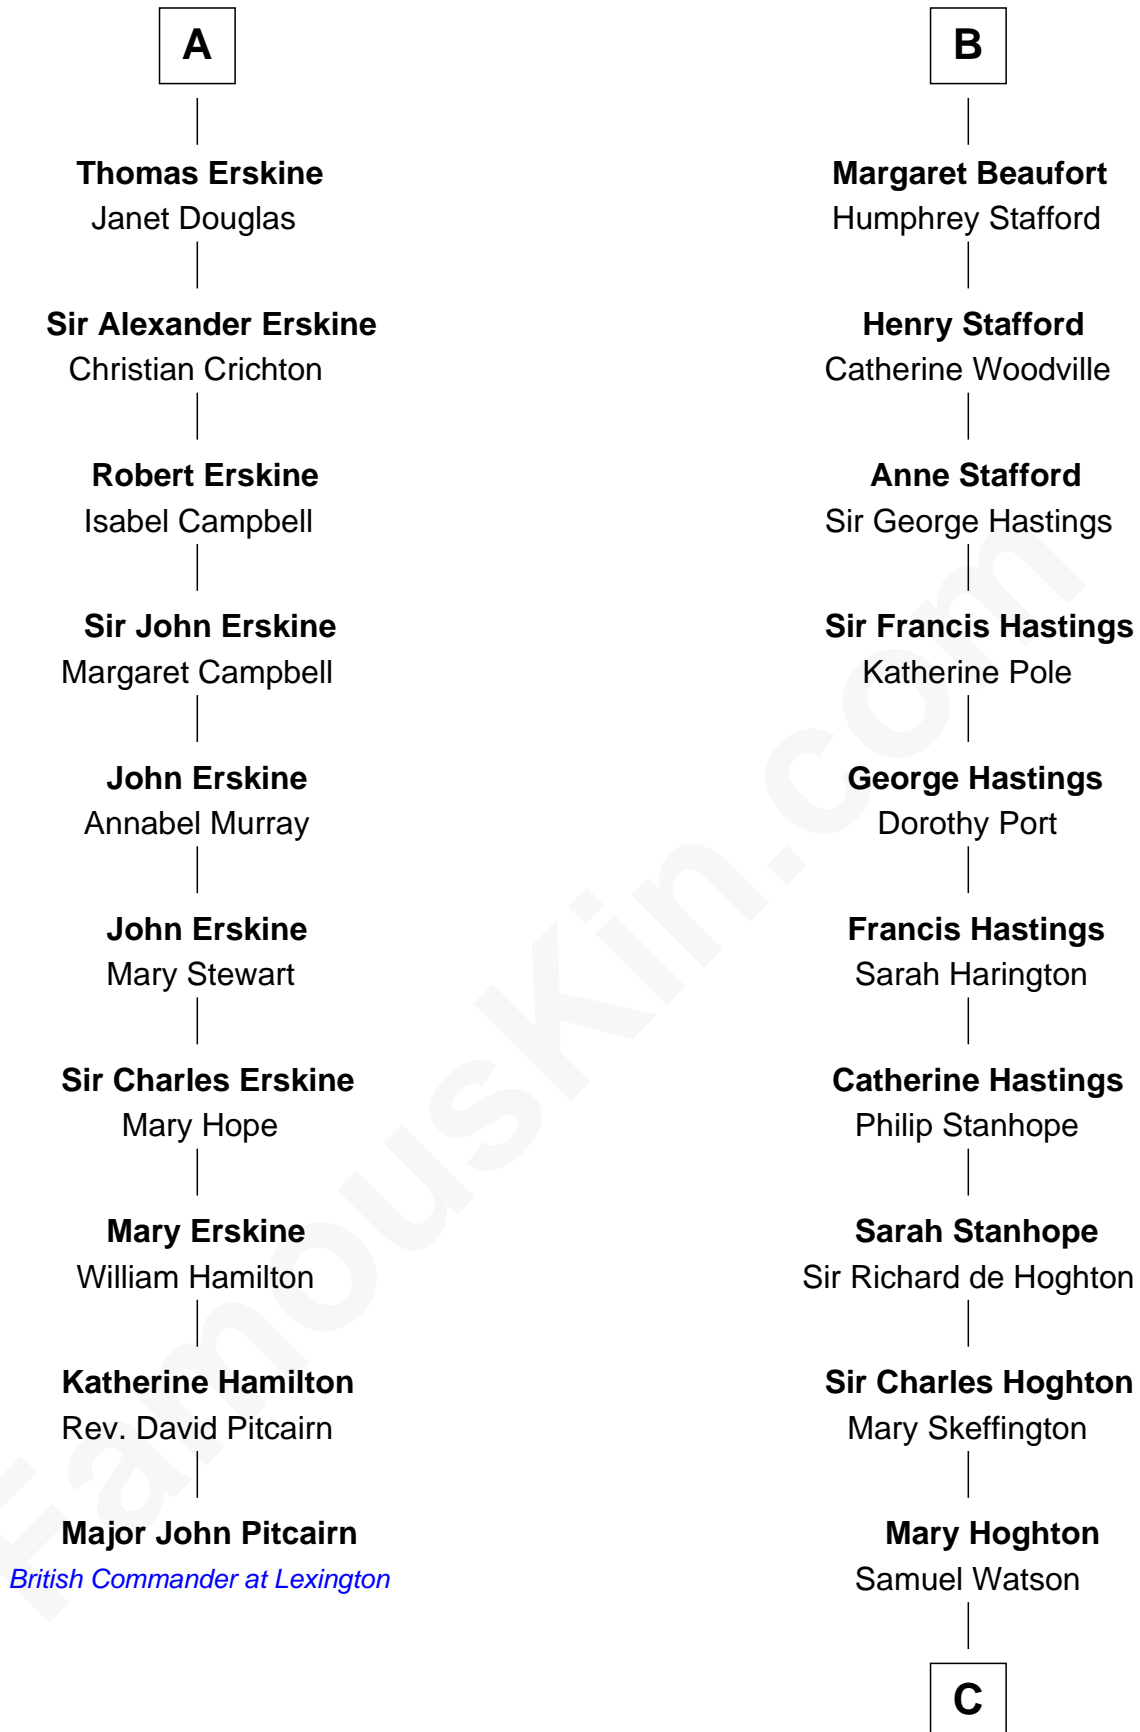 A
Thomas Erskine
Janet Douglas
Sir Alexander Erskine
Christian Crichton
Robert Erskine
Isabel Campbell
Sir John Erskine
Margaret Campbell
John Erskine
Annabel Murray
John Erskine
Mary Stewart
Sir Charles Erskine
Mary Hope
Mary Erskine
William Hamilton
Katherine Hamilton
Rev. David Pitcairn
Major John Pitcairn
British Commander at Lexington
B
Margaret Beaufort
Humphrey Stafford
Henry Stafford
Catherine Woodville
Anne Stafford
Sir George Hastings
Sir Francis Hastings
Katherine Pole
George Hastings
Dorothy Port
Francis Hastings
Sarah Harington
Catherine Hastings
Philip Stanhope
Sarah Stanhope
Sir Richard de Hoghton
Sir Charles Hoghton
Mary Skeffington
Mary Hoghton
Samuel Watson
C
FamousKin.com